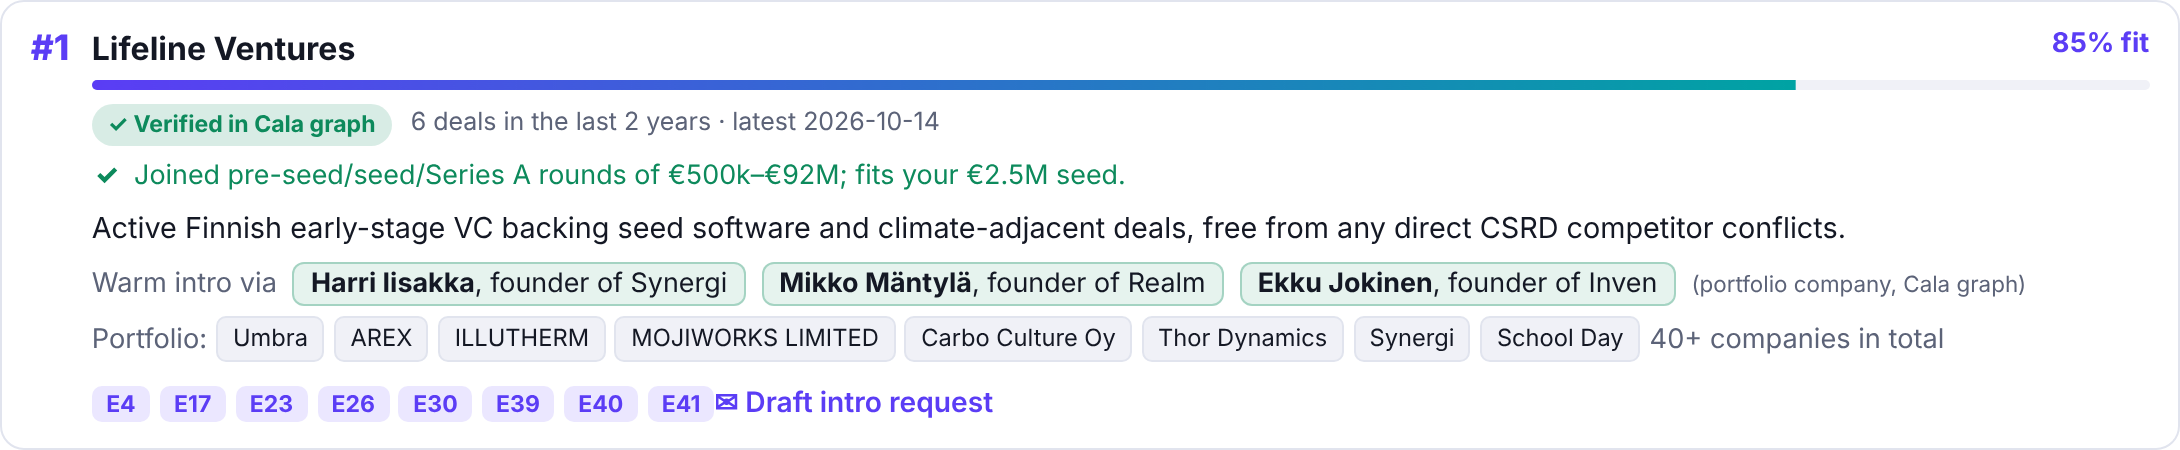 #1 Lifeline Ventures 85% fit
✓ Verified in Cala graph 6 deals in the last 2 years · latest 2026-10-14
✓ Joined pre-seed/seed/Series A rounds of €500k–€92M; fits your €2.5M seed.
Active Finnish early-stage VC backing seed software and climate-adjacent deals, free from any direct CSRD competitor conflicts.
Warm intro via Harri Iisakka, founder of Synergi Mikko Mäntylä, founder of Realm Ekku Jokinen, founder of Inven (portfolio company, Cala graph)
Portfolio: Umbra AREX ILLUTHERM MOJIWORKS LIMITED Carbo Culture Oy Thor Dynamics Synergi School Day 40+ companies in total
E4 E17 E23 E26 E30 E39 E40 E41 ✉ Draft intro request